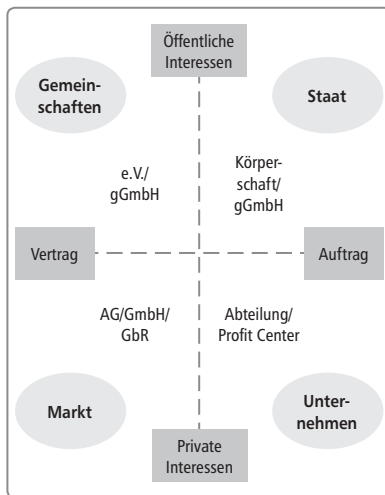 Öffentliche
Interessen
Gemein-
schaften
Staat
e.V./
gGmbH
Körper-
schaft/
gGmbH
Vertrag
Auftrag
AG/GmbH/
GbR
Abteilung/
Profit Center
Markt
Unter-
nehmen
Private
Interessen